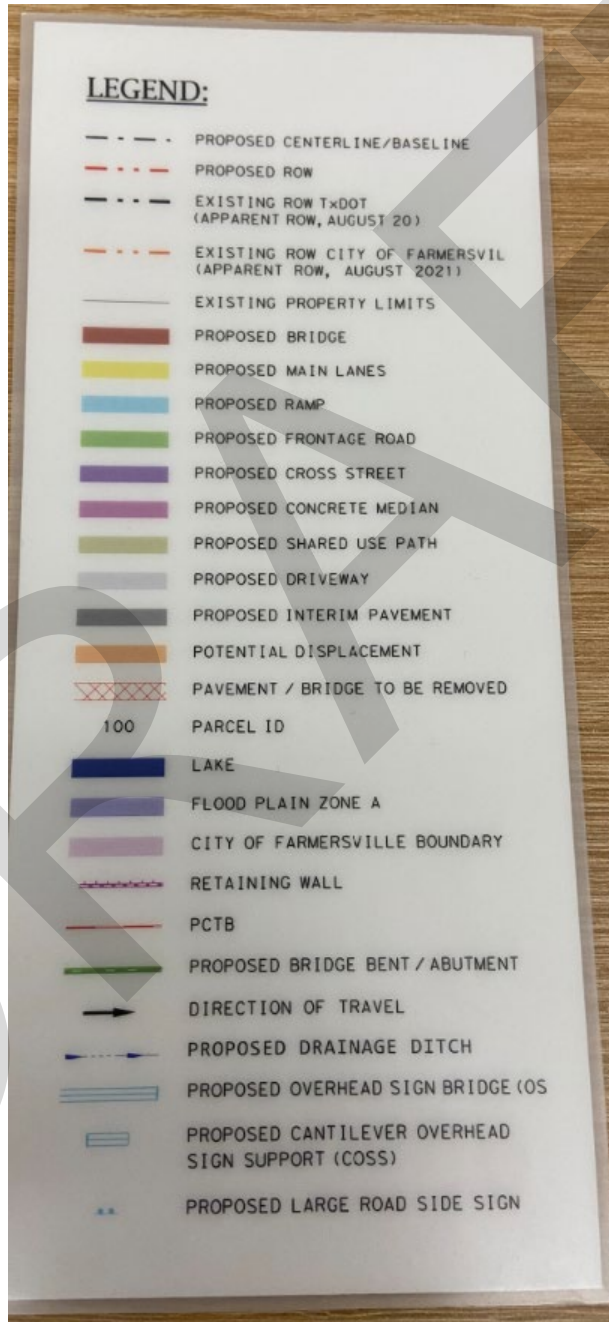 LEGEND:
PROPOSED CENTERLINE/BASELINE
PROPOSED ROW
EXISTING ROW TxDOT
(APPARENT ROW, AUGUST 20)
EXISTING ROW CITY OF FARMERSVIL
(APPARENT ROW, AUGUST 2021)
EXISTING PROPERTY LIMITS
PROPOSED BRIDGE
PROPOSED MAIN LANES
PROPOSED RAMP
PROPOSED FRONTAGE ROAD
PROPOSED CROSS STREET
PROPOSED CONCRETE MEDIAN
PROPOSED SHARED USE PATH
PROPOSED DRIVEWAY
PROPOSED INTERIM PAVEMENT
POTENTIAL DISPLACEMENT
PAVEMENT / BRIDGE TO BE REMOVED
100 PARCEL ID
LAKE
FLOOD PLAIN ZONE A
CITY OF FARMERSVILLE BOUNDARY
RETAINING WALL
PCTB
PROPOSED BRIDGE BENT / ABUTMENT
DIRECTION OF TRAVEL
PROPOSED DRAINAGE DITCH
PROPOSED OVERHEAD SIGN BRIDGE (OS
PROPOSED CANTILEVER OVERHEAD
SIGN SUPPORT (COSS)
PROPOSED LARGE ROAD SIDE SIGN